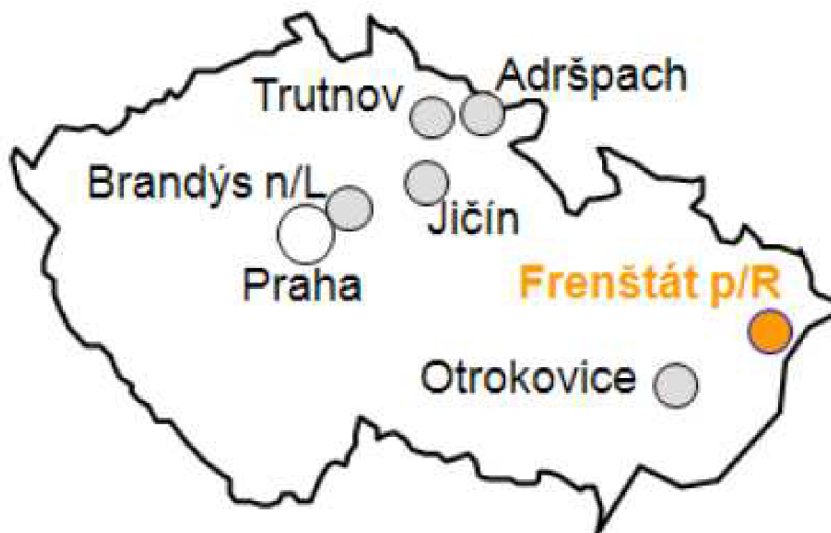 Adršpach
Trutnov
Brandýs n/L
Jičín
Praha
Frenštát p/R
Otrokovice